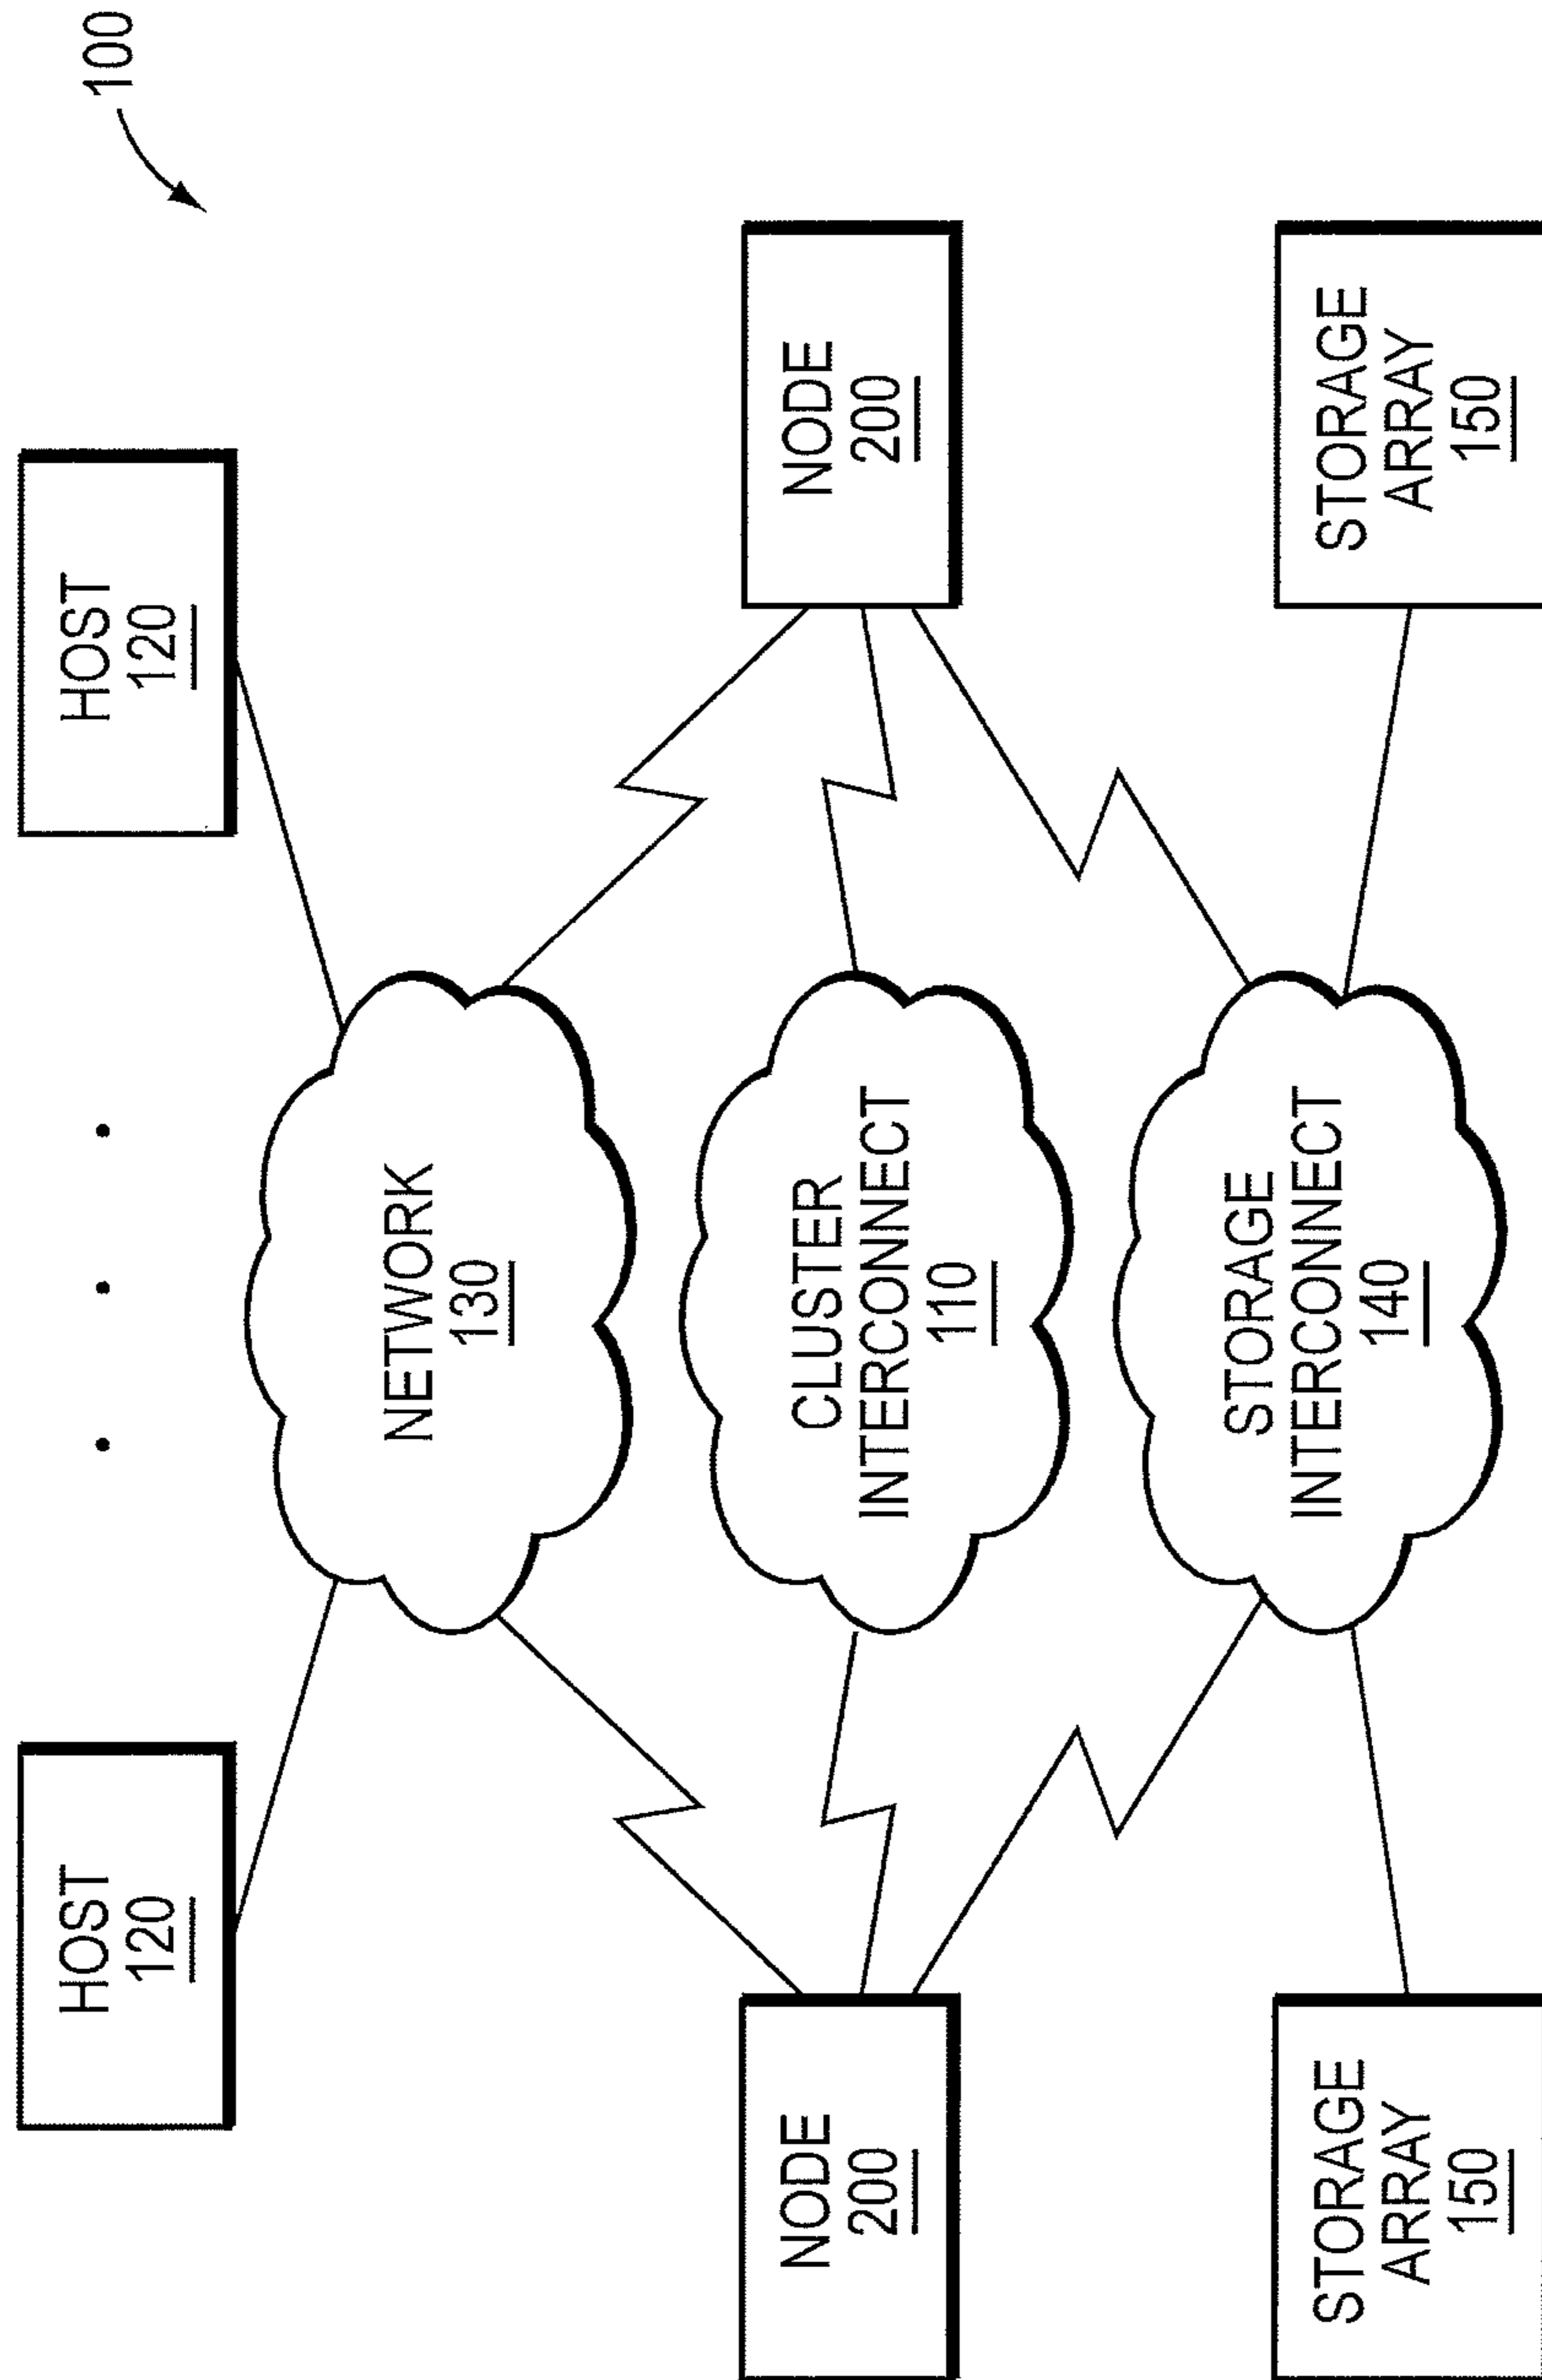 100
HOST
120
HOST
120
NETWORK
130
NODE
200
CLUSTER
INTERCONNECT
110
NODE
200
STORAGE
ARRAY
150
STORAGE
INTERCONNECT
140
STORAGE
ARRAY
150